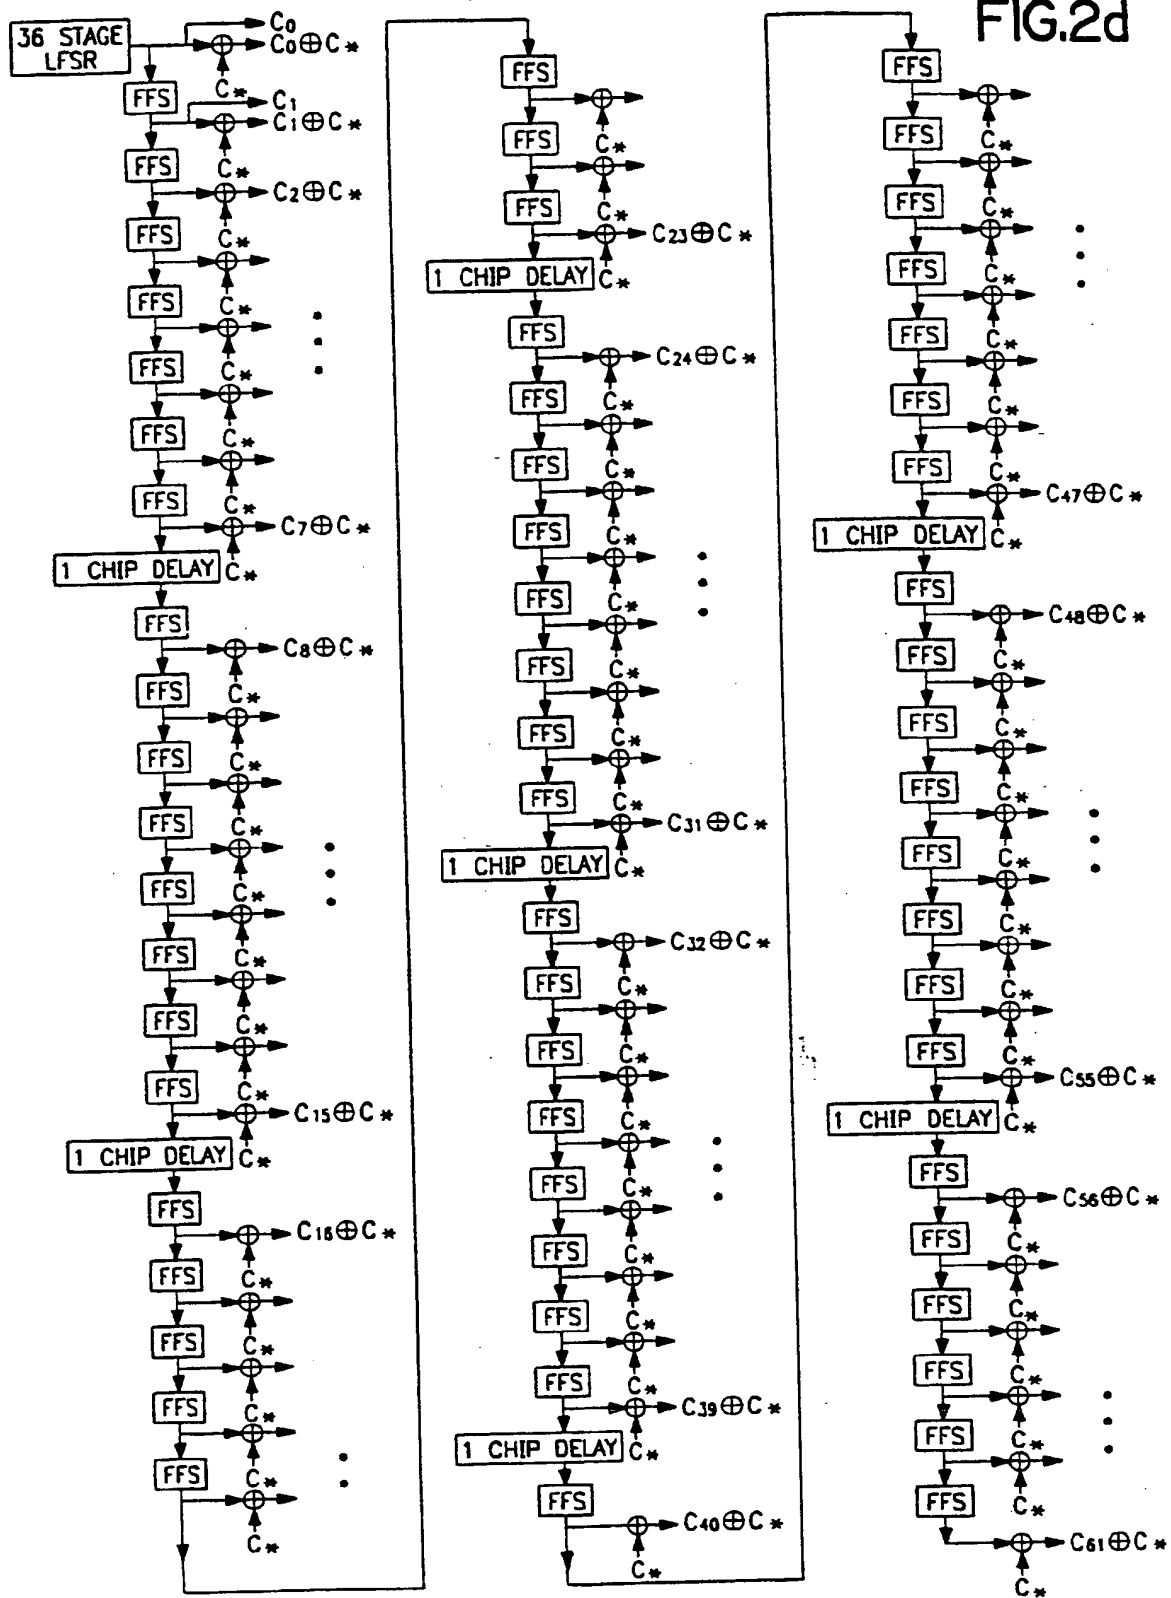 FIG.2d
36 STAGE
LFSR
C0
C0⊕C*
C*
FFS
C1
C1⊕C*
FFS
C*
C2⊕C*
FFS
C*
FFS
C*
FFS
C*
FFS
C*
FFS
C*
C7⊕C*
1 CHIP DELAY
C*
FFS
C8⊕C*
FFS
C*
FFS
C*
FFS
C*
FFS
C*
FFS
C*
FFS
C*
FFS
C*
C15⊕C*
1 CHIP DELAY
C*
FFS
C16⊕C*
FFS
C*
FFS
C*
FFS
C*
FFS
C*
C*
FFS
FFS
C*
FFS
C*
C23⊕C*
1 CHIP DELAY
C*
FFS
C24⊕C*
FFS
C*
FFS
C*
FFS
C*
FFS
C*
FFS
C*
FFS
C*
FFS
C*
C31⊕C*
1 CHIP DELAY
C*
FFS
C32⊕C*
FFS
C*
FFS
C*
FFS
C*
FFS
C*
FFS
C*
FFS
C*
FFS
C*
C39⊕C*
1 CHIP DELAY
C*
FFS
C40⊕C*
C*
FFS
FFS
C*
FFS
C*
FFS
C*
FFS
C*
FFS
C*
FFS
C*
C47⊕C*
1 CHIP DELAY
C*
FFS
C48⊕C*
FFS
C*
FFS
C*
FFS
C*
FFS
C*
FFS
C*
FFS
C*
FFS
C*
C55⊕C*
1 CHIP DELAY
C*
FFS
C56⊕C*
FFS
C*
FFS
C*
FFS
C*
FFS
C*
FFS
C*
C61⊕C*
C*